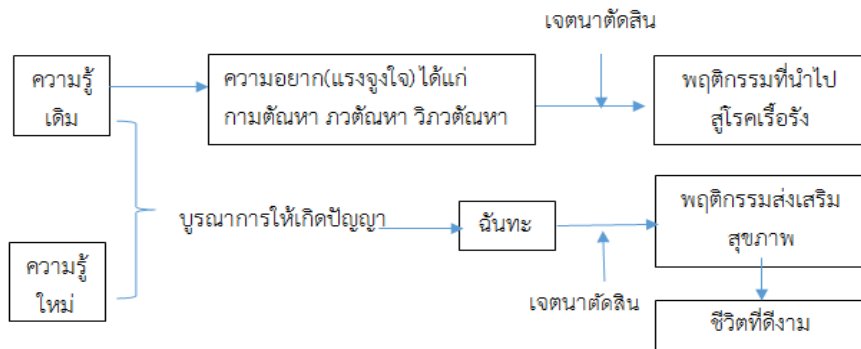 เจตนาตัดสิน
ความรู้
เดิม
ความอยาก(แรงจูงใจ) ได้แก่
กามตัณหา ภวตัณหา วิภวตัณหา
พฤติกรรมที่นำไป
สู่โรคเรื้อรัง
บูรณาการให้เกิดปัญญา
ฉันทะ
พฤติกรรมส่งเสริม
สุขภาพ
ความรู้
ใหม่
เจตนาตัดสิน
ชีวิตที่ดีงาม